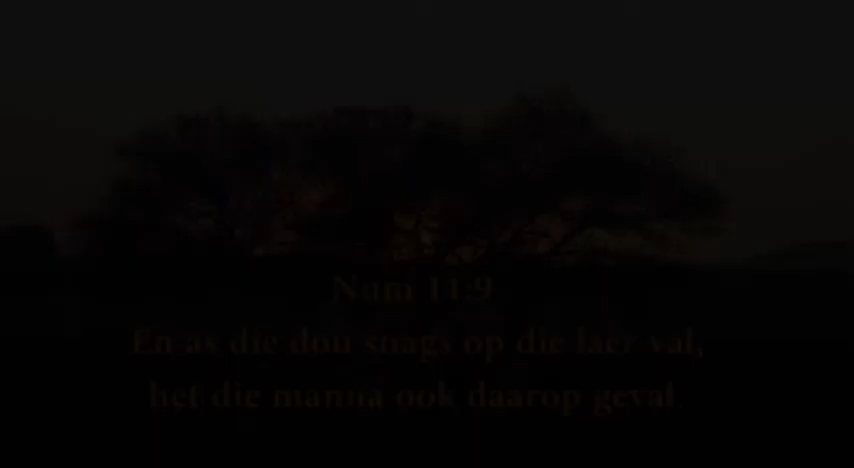 Num 11:9
En as die dou snags op die laer val,
het die manna ook daarop geval.